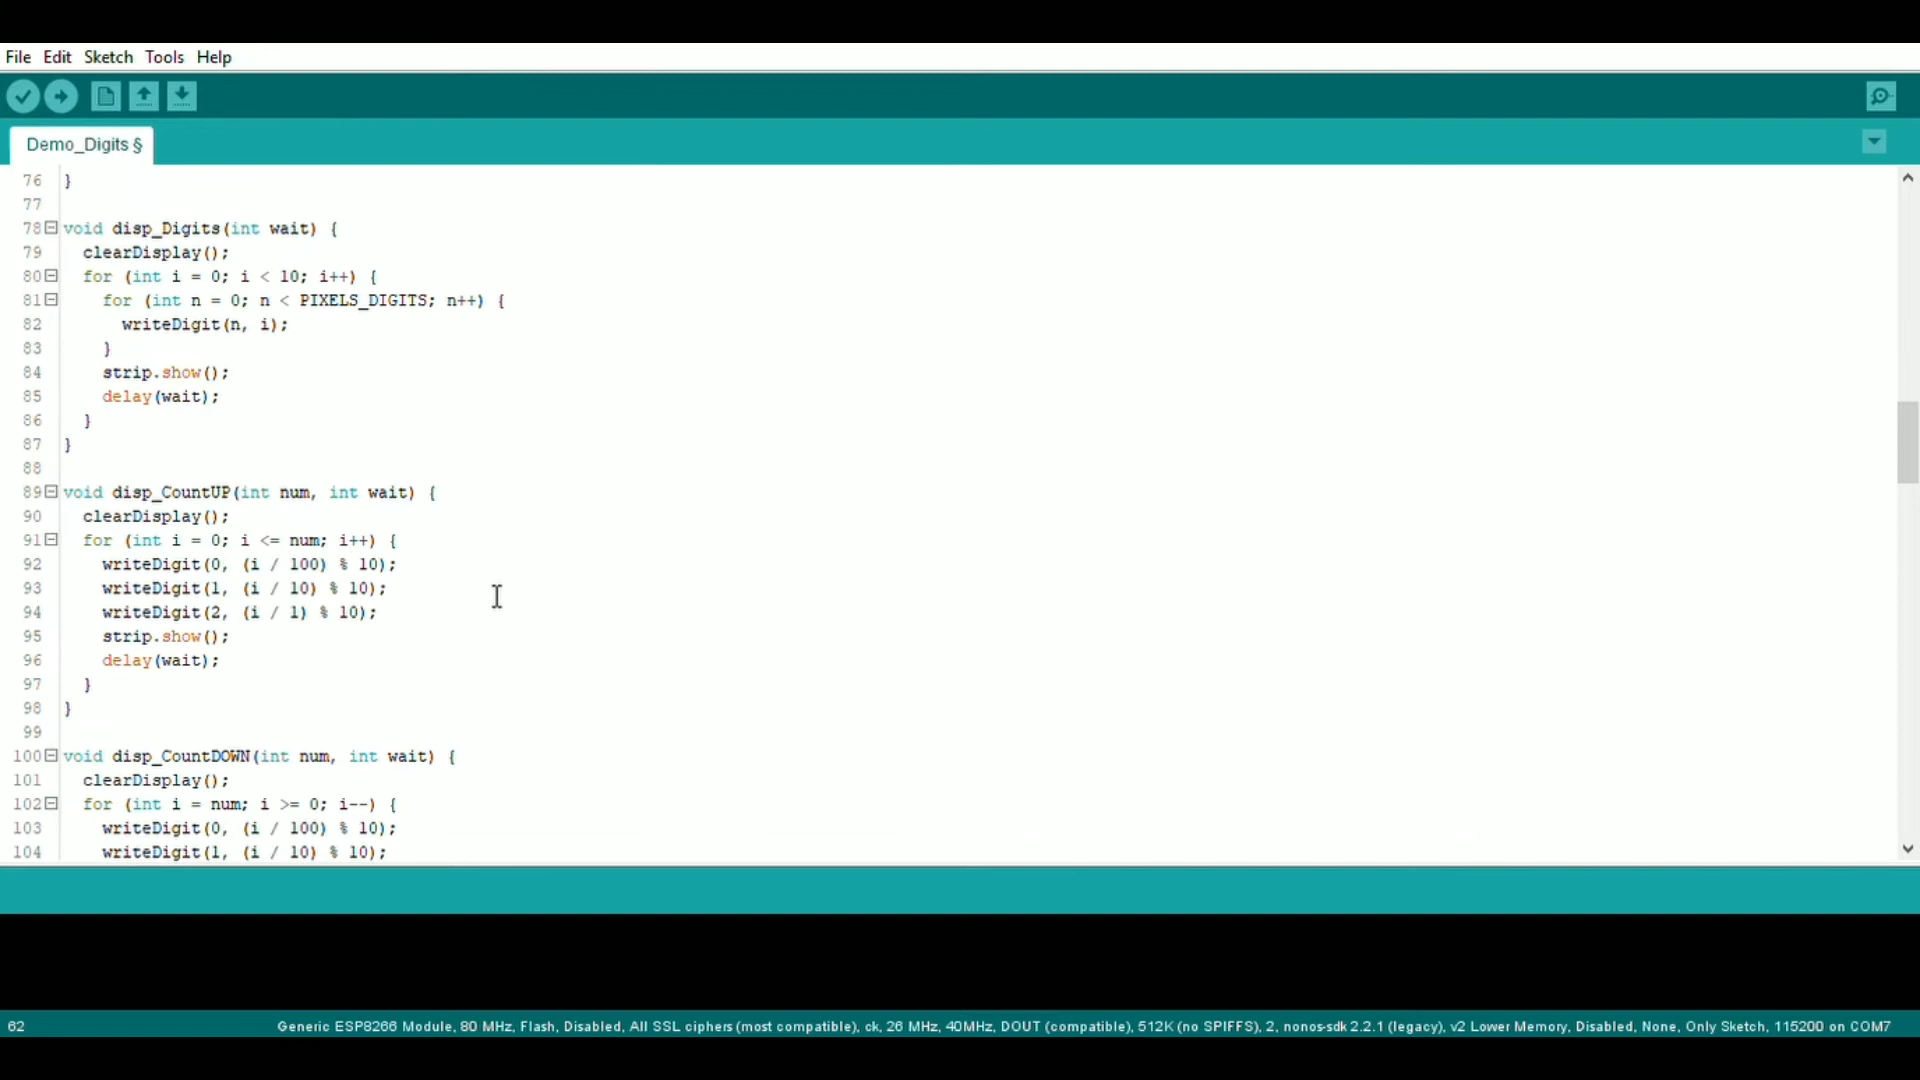 File Edit Sketch Tools Help
Demo_Digits §
76 }
77
78 void disp_Digits(int wait) {
79   clearDisplay();
80   for (int i = 0; i < 10; i++) {
81     for (int n = 0; n < PIXELS_DIGITS; n++) {
82       writeDigit(n, i);
83     }
84     strip.show();
85     delay(wait);
86   }
87 }
88
89 void disp_CountUP(int num, int wait) {
90   clearDisplay();
91   for (int i = 0; i <= num; i++) {
92     writeDigit(0, (i / 100) % 10);
93     writeDigit(1, (i / 10) % 10);
94     writeDigit(2, (i / 1) % 10);
95     strip.show();
96     delay(wait);
97   }
98 }
99
100 void disp_CountDOWN(int num, int wait) {
101   clearDisplay();
102   for (int i = num; i >= 0; i--) {
103     writeDigit(0, (i / 100) % 10);
104     writeDigit(1, (i / 10) % 10);
62 Generic ESP8266 Module, 80 MHz, Flash, Disabled, All SSL ciphers (most compatible), ck, 26 MHz, 40MHz, DOUT (compatible), 512K (no SPIFFS), 2, nonos-sdk 2.2.1 (legacy), v2 Lower Memory, Disabled, None, Only Sketch, 115200 on COM7